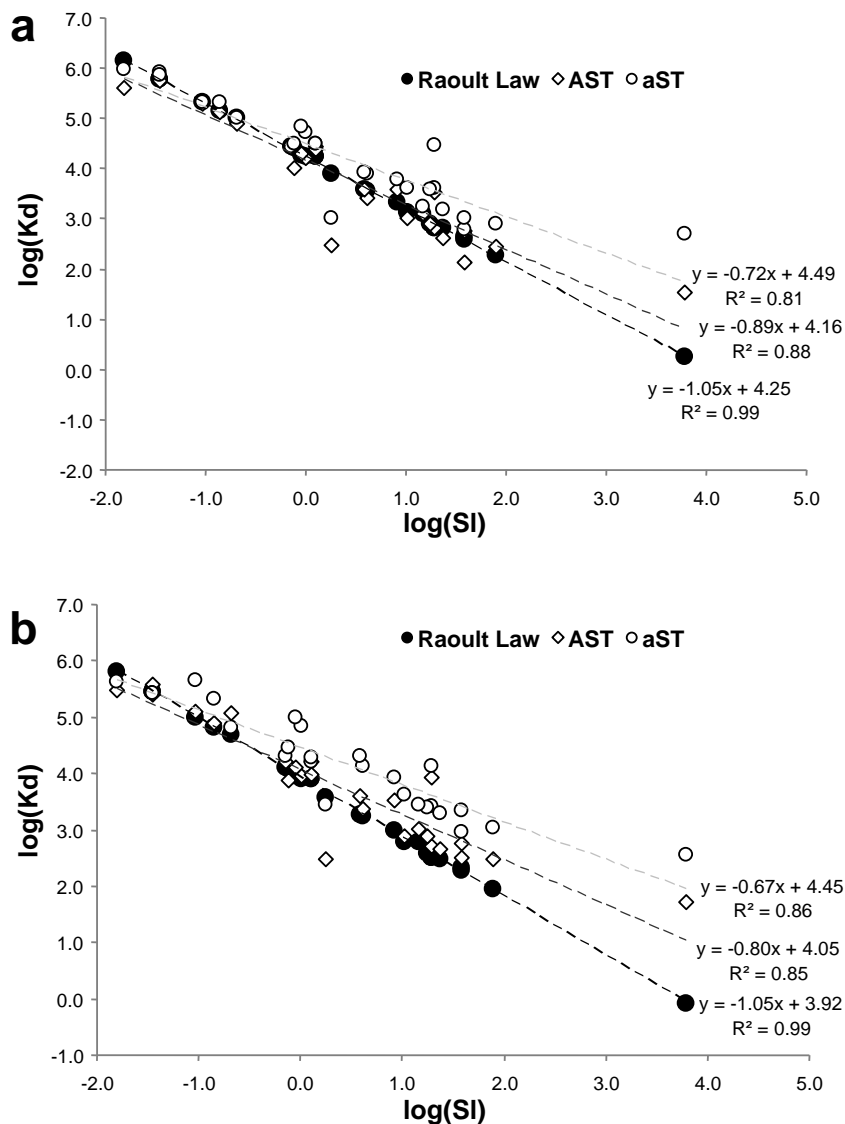 a
7.0
6.0
5.0
4.0
3.0
2.0
1.0
0.0
-1.0
-2.0
log(Kd)
Raoult Law AST aST
y = -0.72x + 4.49
R² = 0.81
y = -0.89x + 4.16
R² = 0.88
y = -1.05x + 4.25
R² = 0.99
-2.0 -1.0 0.0 1.0 2.0 3.0 4.0 5.0
log(SI)
b
7.0
6.0
5.0
4.0
3.0
2.0
1.0
0.0
-1.0
log(Kd)
Raoult Law AST aST
y = -0.67x + 4.45
R² = 0.86
y = -0.80x + 4.05
R² = 0.85
y = -1.05x + 3.92
R² = 0.99
-2.0 -1.0 0.0 1.0 2.0 3.0 4.0 5.0
log(SI)